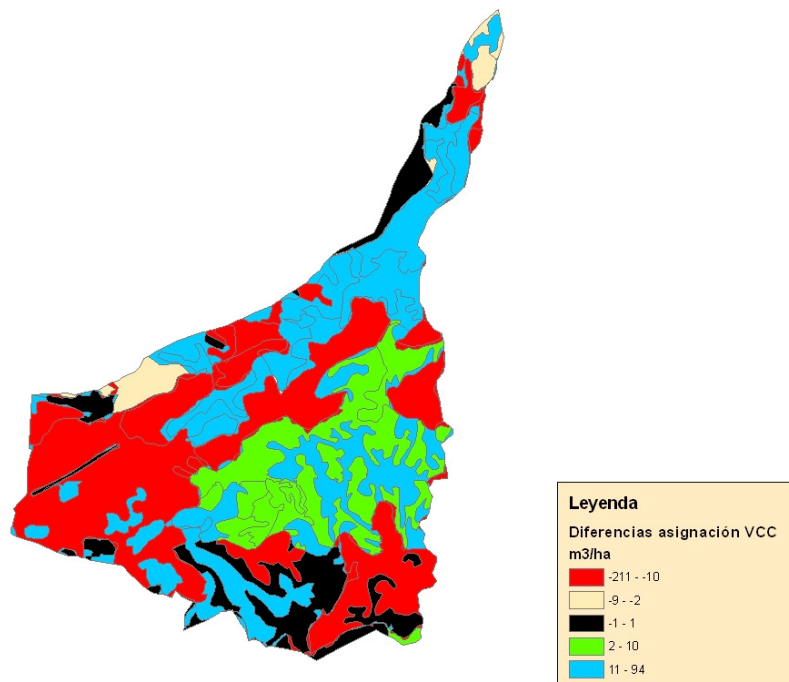 Leyenda
Diferencias asignación VCC
m3/ha
-211 - -10
-9 - -2
-1 - 1
2 - 10
11 - 94